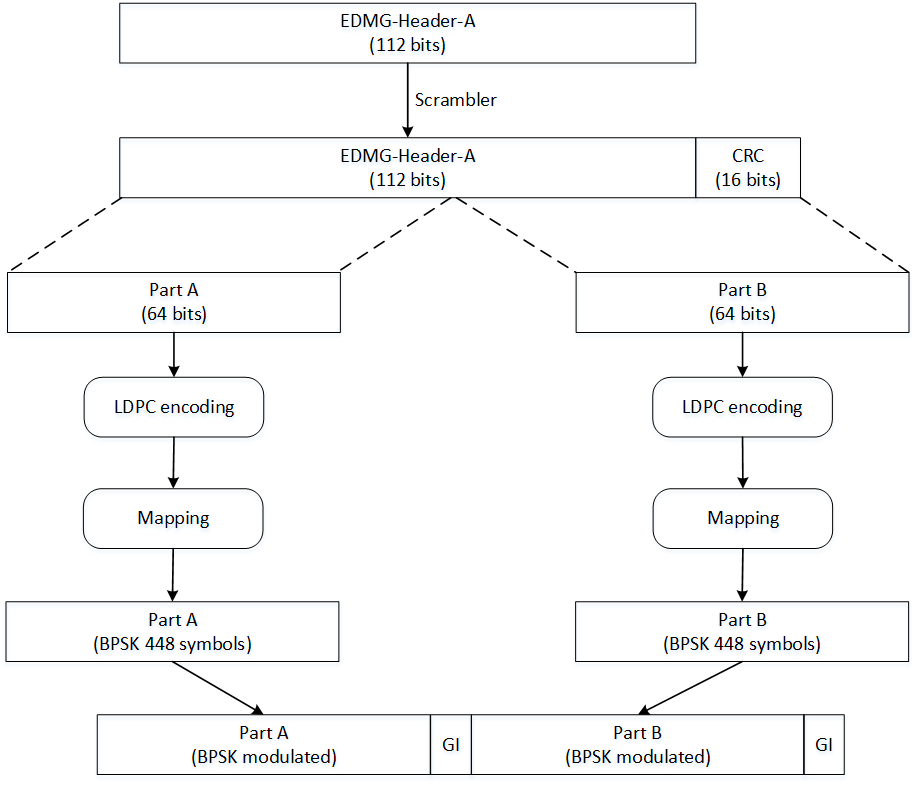 EDMG-Header-A
(112 bits)
Scrambler
EDMG-Header-A
(112 bits)
CRC
(16 bits)
Part A
(64 bits)
Part B
(64 bits)
LDPC encoding
LDPC encoding
Mapping
Mapping
Part A
(BPSK 448 symbols)
Part B
(BPSK 448 symbols)
Part A
(BPSK modulated)
GI
Part B
(BPSK modulated)
GI